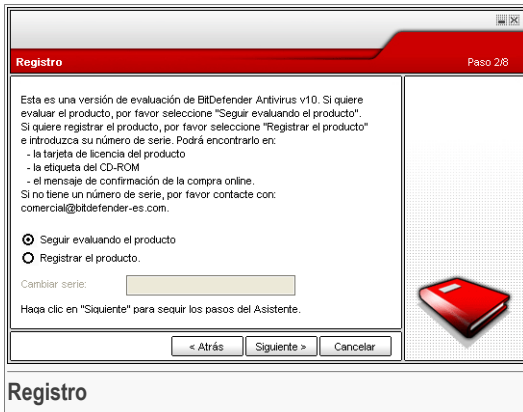 Registro
Paso 2/8
Esta es una versión de evaluación de BitDefender Antivirus v10. Si quiere
evaluar el producto, por favor seleccione "Seguir evaluando el producto".
Si quiere registrar el producto, por favor seleccione "Registrar el producto"
e introduzca su número de serie. Podrá encontrarlo en:
- la tarjeta de licencia del producto
- la etiqueta del CD-ROM
- el mensaje de confirmación de la compra online.
Si no tiene un número de serie, por favor contacte con:
comercial@bitdefender-es.com.
Seguir evaluando el producto
Registrar el producto.
Cambiar serie:
Haga clic en "Siguiente" para seguir los pasos del Asistente.
« Atrás
Siguiente »
Cancelar
Registro